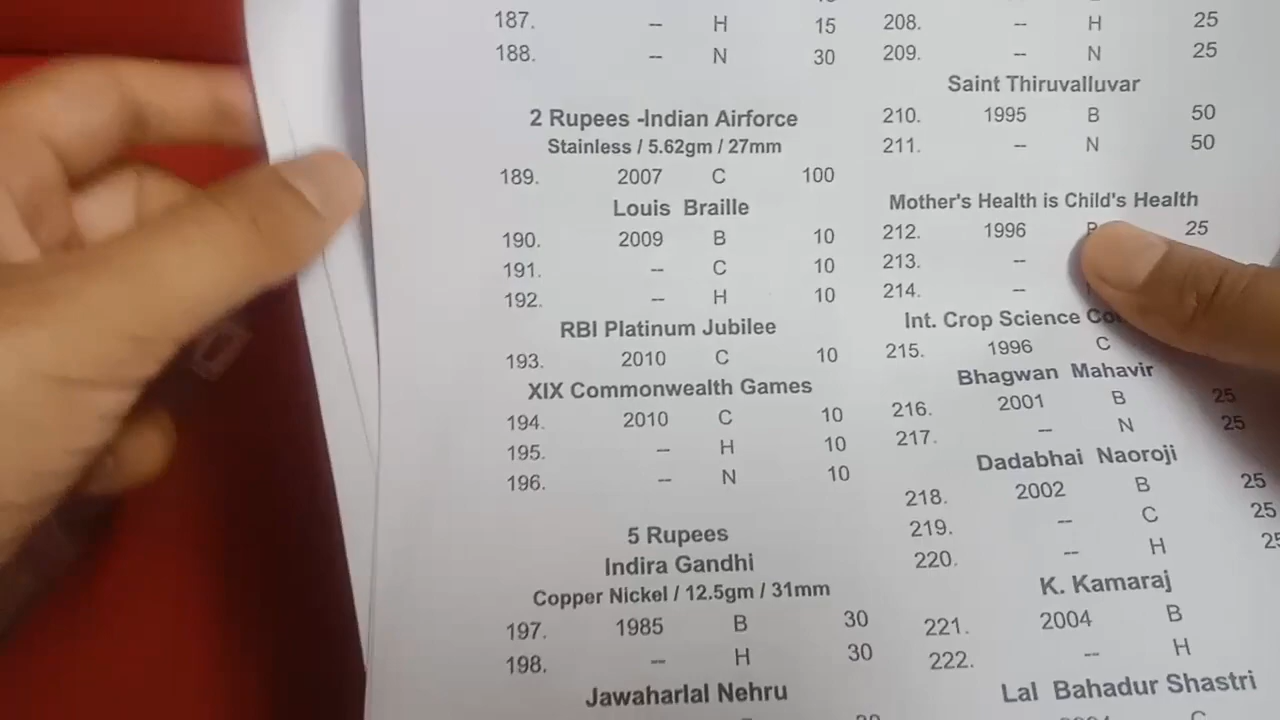 187. -- H 15
188. -- N 30
2 Rupees -Indian Airforce
Stainless / 5.62gm / 27mm
189. 2007 C 100
Louis Braille
190. 2009 B 10
191. -- C 10
192. -- H 10
RBI Platinum Jubilee
193. 2010 C 10
XIX Commonwealth Games
194. 2010 C 10
195. -- H 10
196. -- N 10
5 Rupees
Indira Gandhi
Copper Nickel / 12.5gm / 31mm
197. 1985 B 30
198. -- H 30
Jawaharlal Nehru
208. -- H 25
209. -- N 25
Saint Thiruvalluvar
210. 1995 B 50
211. -- N 50
Mother's Health is Child's Health
212. 1996 25
213. --
214. --
Int. Crop Science
215. 1996 C
Bhagwan Mahavir
216. 2001 B 25
217. -- N 25
Dadabhai Naoroji
218. 2002 B 25
219. -- C 25
220. -- H 25
K. Kamaraj
221. 2004 B
222. -- H
Lal Bahadur Shastri